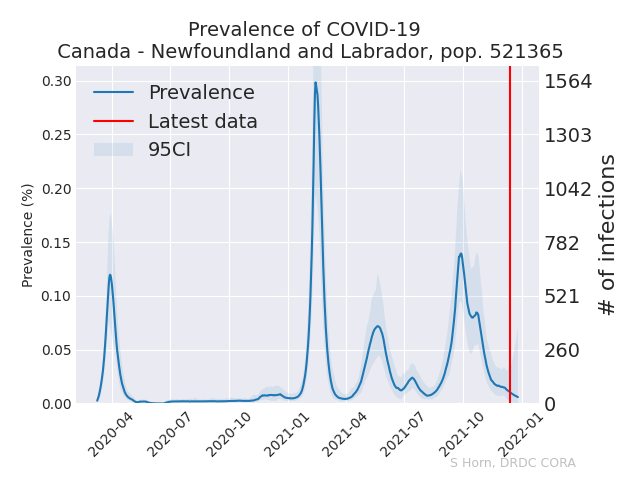 Prevalence of COVID-19
Canada - Newfoundland and Labrador, pop. 521365
Prevalence
Latest data
95CI
Prevalence (%)
0.30
0.25
0.20
0.15
0.10
0.05
0.00
1564
1303
1042
782
521
260
0
# of infections
2020-04
2020-07
2020-10
2021-01
2021-04
2021-07
2021-10
2022-01
S Horn, DRDC CORA